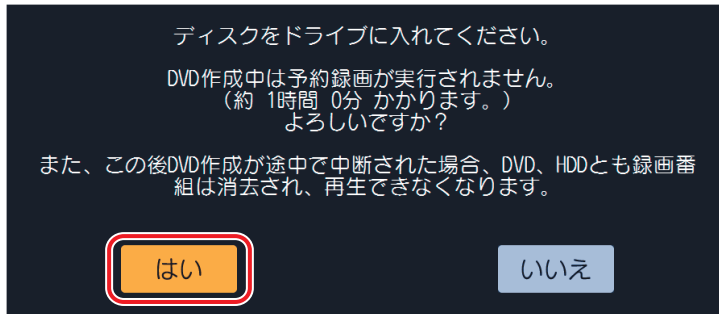 ディスクをドライブに入れてください。
DVD作成中は予約録画が実行されません。
（約 1時間 0分 かかります。）
よろしいですか？
また、この後DVD作成が途中で中断された場合、DVD、HDDとも録画番
組は消去され、再生できなくなります。
はい
いいえ